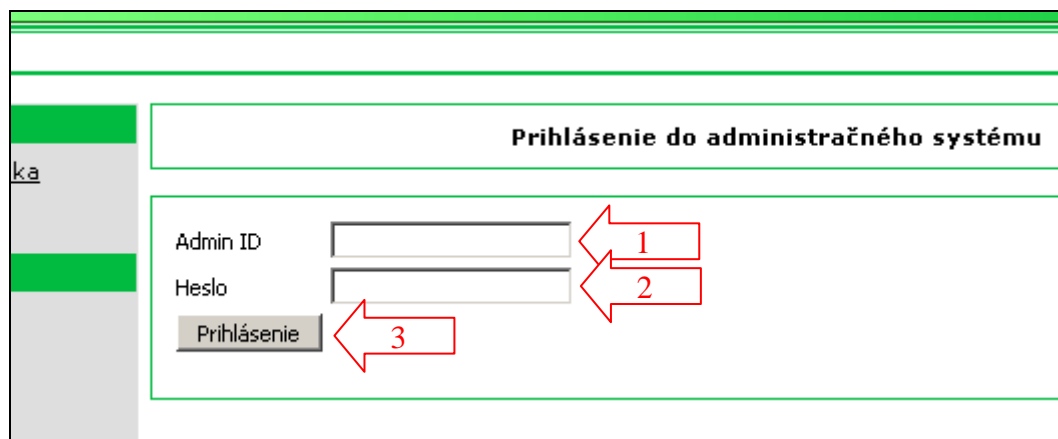 Prihlásenie do administračného systému
ka
Admin ID
1
Heslo
2
Prihlásenie
3